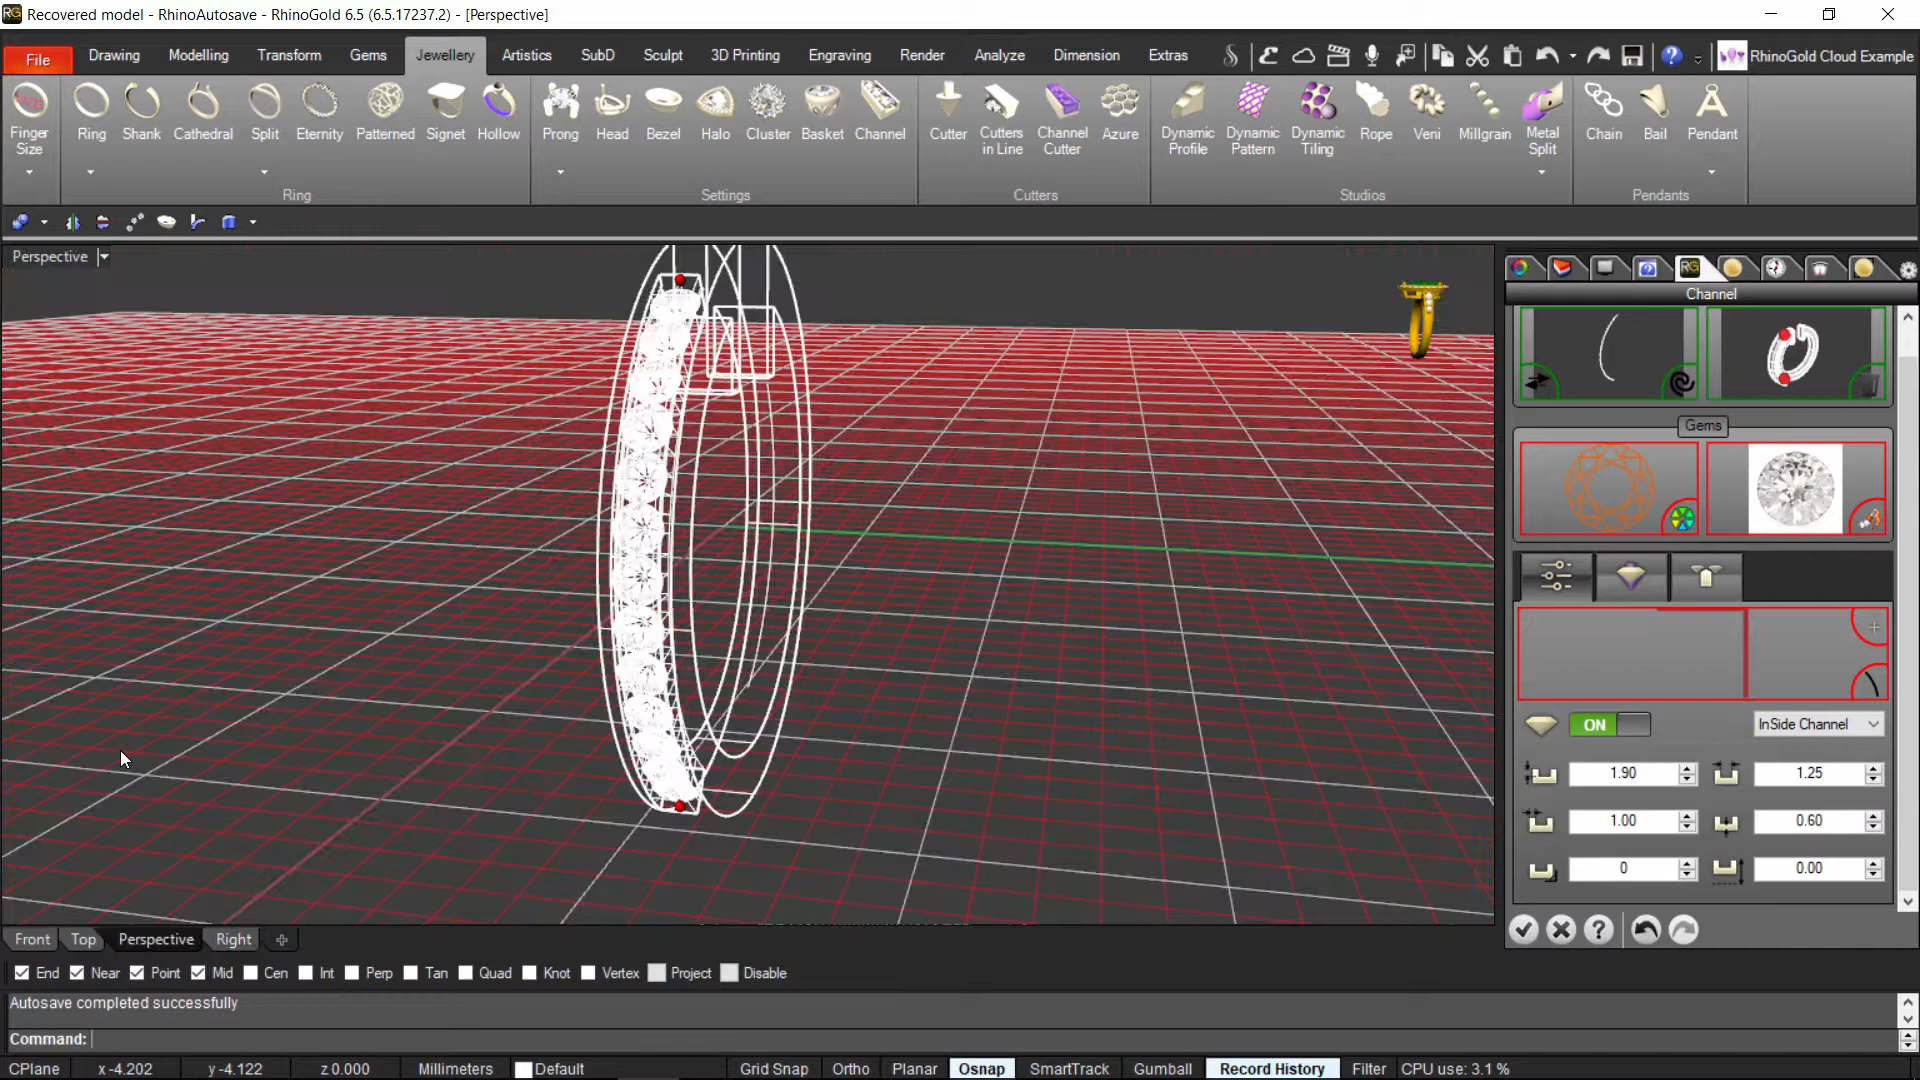 Recovered model - RhinoAutosave - RhinoGold 6.5 (6.5.17237.2) - [Perspective]
File Drawing Modelling Transform Gems Jewellery Artistics SubD Sculpt 3D Printing Engraving Render Analyze Dimension Extras RhinoGold Cloud Example
Finger Size Ring Shank Cathedral Split Eternity Patterned Signet Hollow Prong Head Bezel Halo Cluster Basket Channel Cutter Cutters in Line Channel Cutter Azure Dynamic Profile Dynamic Pattern Dynamic Tiling Rope Veni Millgrain Metal Split Chain Bail Pendant
Ring Settings Cutters Studios Pendants
Perspective
RG
Channel
Gems
ON InSide Channel
1.90 1.25
1.00 0.60
0 0.00
Front Top Perspective Right
End Near Point Mid Cen Int Perp Tan Quad Knot Vertex Project Disable
Autosave completed successfully
Command:
CPlane x -4.202 y -4.122 z 0.000 Millimeters Default Grid Snap Ortho Planar Osnap SmartTrack Gumball Record History Filter CPU use: 3.1 %